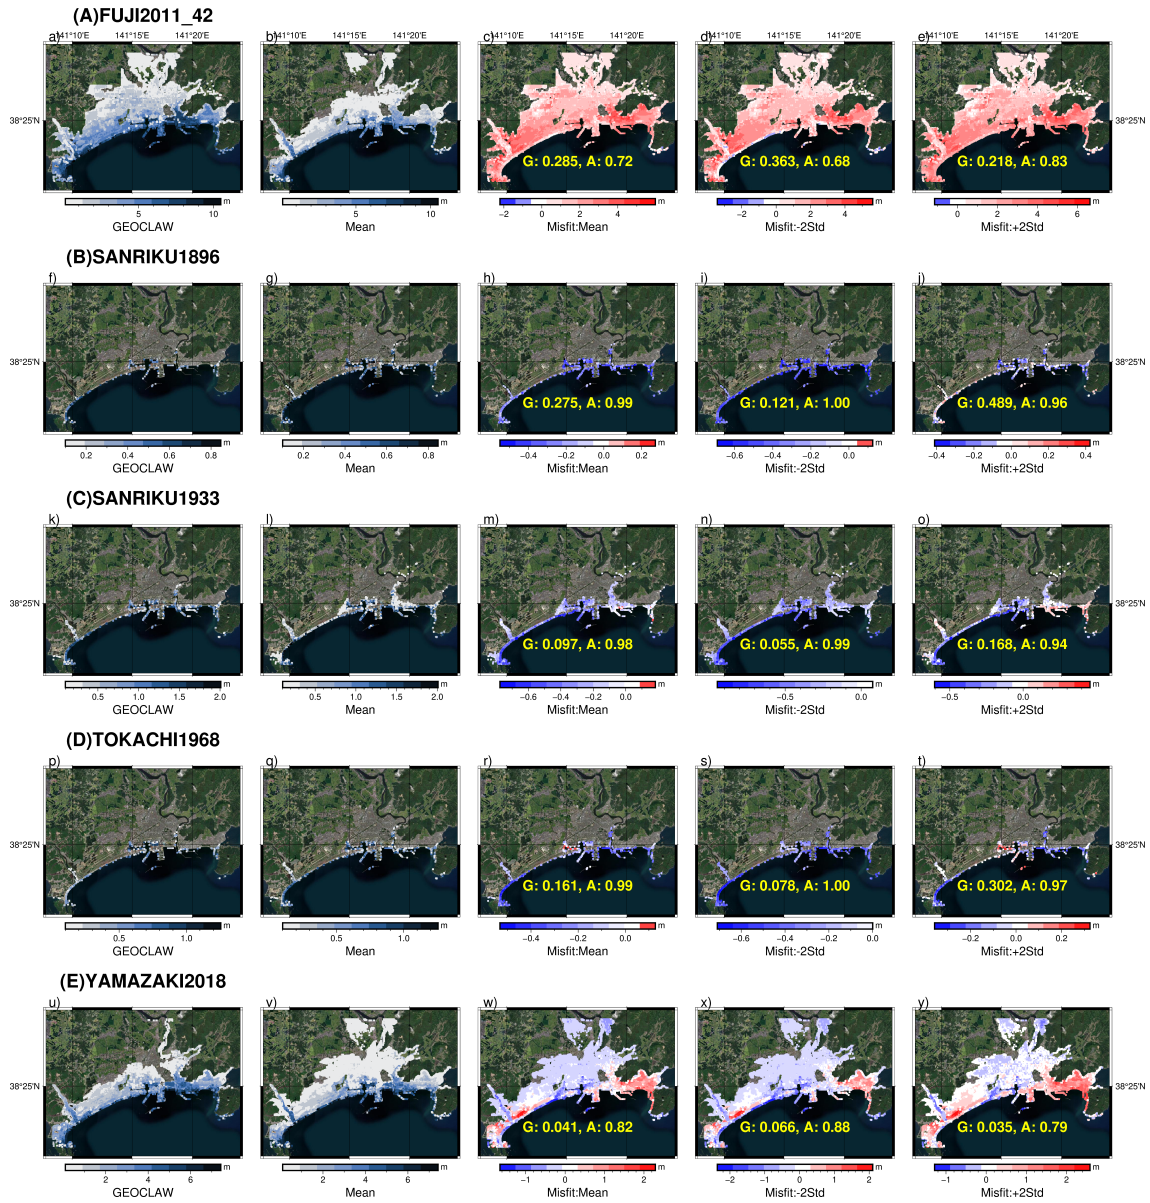 (A)FUJI2011_42
a) 141°10'E 141°15'E 141°20'E
b) 141°10'E 141°15'E 141°20'E
c) 141°10'E 141°15'E 141°20'E
d) 141°10'E 141°15'E 141°20'E
e) 141°10'E 141°15'E 141°20'E
38°25'N 38°25'N
G: 0.285, A: 0.72
G: 0.363, A: 0.68
G: 0.218, A: 0.83
5 10 m
5 10 m
−2 0 2 4 m
−2 0 2 4 m
0 2 4 6 m
GEOCLAW Mean Misfit:Mean Misfit:-2Std Misfit:+2Std
(B)SANRIKU1896
f) g) h) i) j)
38°25'N 38°25'N
G: 0.275, A: 0.99
G: 0.121, A: 1.00
G: 0.489, A: 0.96
0.2 0.4 0.6 0.8 m
0.2 0.4 0.6 0.8 m
−0.4 −0.2 0.0 0.2 m
−0.6 −0.4 −0.2 0.0 m
−0.4 −0.2 0.0 0.2 0.4 m
GEOCLAW Mean Misfit:Mean Misfit:-2Std Misfit:+2Std
(C)SANRIKU1933
k) l) m) n) o)
38°25'N 38°25'N
G: 0.097, A: 0.98
G: 0.055, A: 0.99
G: 0.168, A: 0.94
0.5 1.0 1.5 2.0 m
0.5 1.0 1.5 2.0 m
−0.6 −0.4 −0.2 0.0 m
−0.5 0.0 m
−0.5 0.0 m
GEOCLAW Mean Misfit:Mean Misfit:-2Std Misfit:+2Std
(D)TOKACHI1968
p) q) r) s) t)
38°25'N 38°25'N
G: 0.161, A: 0.99
G: 0.078, A: 1.00
G: 0.302, A: 0.97
0.5 1.0 m
0.5 1.0 m
−0.4 −0.2 0.0 m
−0.6 −0.4 −0.2 0.0 m
−0.2 0.0 0.2 m
GEOCLAW Mean Misfit:Mean Misfit:-2Std Misfit:+2Std
(E)YAMAZAKI2018
u) v) w) x) y)
38°25'N 38°25'N
G: 0.041, A: 0.82
G: 0.066, A: 0.88
G: 0.035, A: 0.79
2 4 6 m
2 4 6 m
−1 0 1 2 m
−2 −1 0 1 2 m
−1 0 1 2 m
GEOCLAW Mean Misfit:Mean Misfit:-2Std Misfit:+2Std